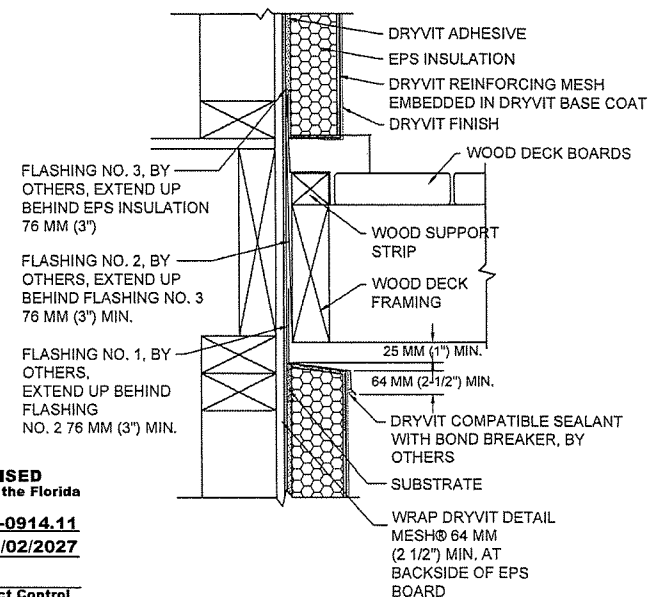 DRYVIT ADHESIVE
EPS INSULATION
DRYVIT REINFORCING MESH
EMBEDDED IN DRYVIT BASE COAT
DRYVIT FINISH
WOOD DECK BOARDS
FLASHING NO. 3, BY
OTHERS, EXTEND UP
BEHIND EPS INSULATION
76 MM (3")
WOOD SUPPORT
STRIP
FLASHING NO. 2, BY
OTHERS, EXTEND UP
BEHIND FLASHING NO. 3
76 MM (3") MIN.
WOOD DECK
FRAMING
FLASHING NO. 1, BY
OTHERS,
EXTEND UP BEHIND
FLASHING
NO. 2 76 MM (3") MIN.
25 MM (1") MIN.
64 MM (2-1/2") MIN.
DRYVIT COMPATIBLE SEALANT
WITH BOND BREAKER, BY
OTHERS
SUBSTRATE
WRAP DRYVIT DETAIL
MESH® 64 MM
(2 1/2") MIN. AT
BACKSIDE OF EPS
BOARD
ISED
the Florida
-0914.11
/02/2027
ct Control